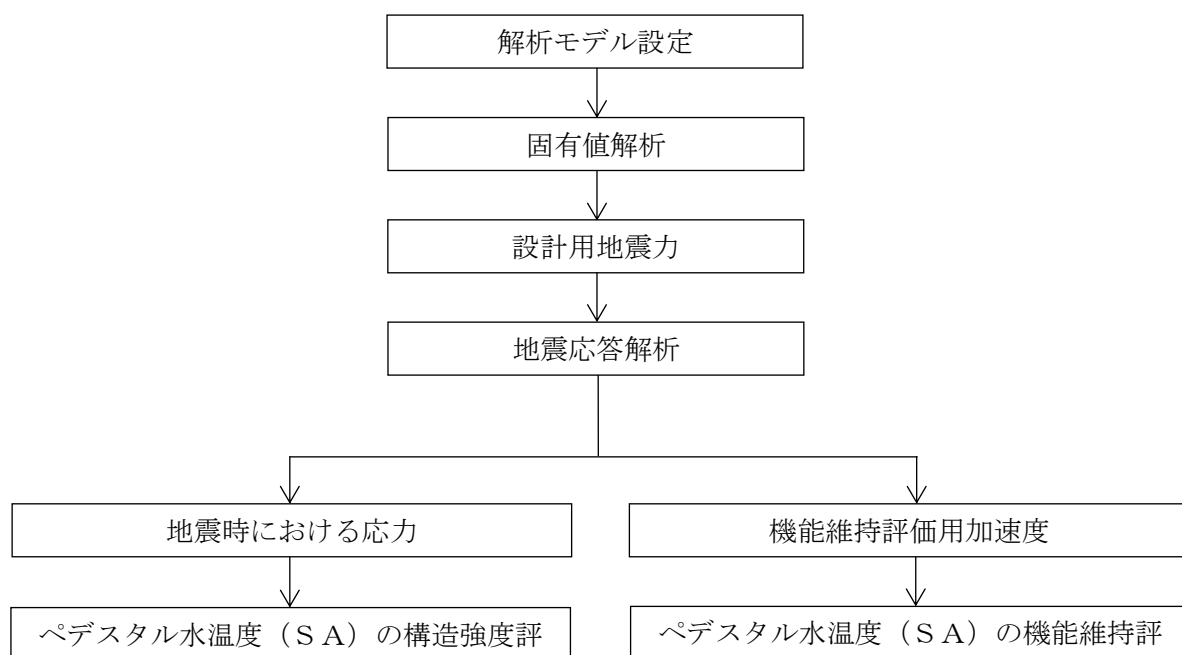 解析モデル設定
固有値解析
設計用地震力
地震応答解析
地震時における応力
機能維持評価用加速度
ペデスタル水温度（ＳＡ）の構造強度評
ペデスタル水温度（ＳＡ）の機能維持評